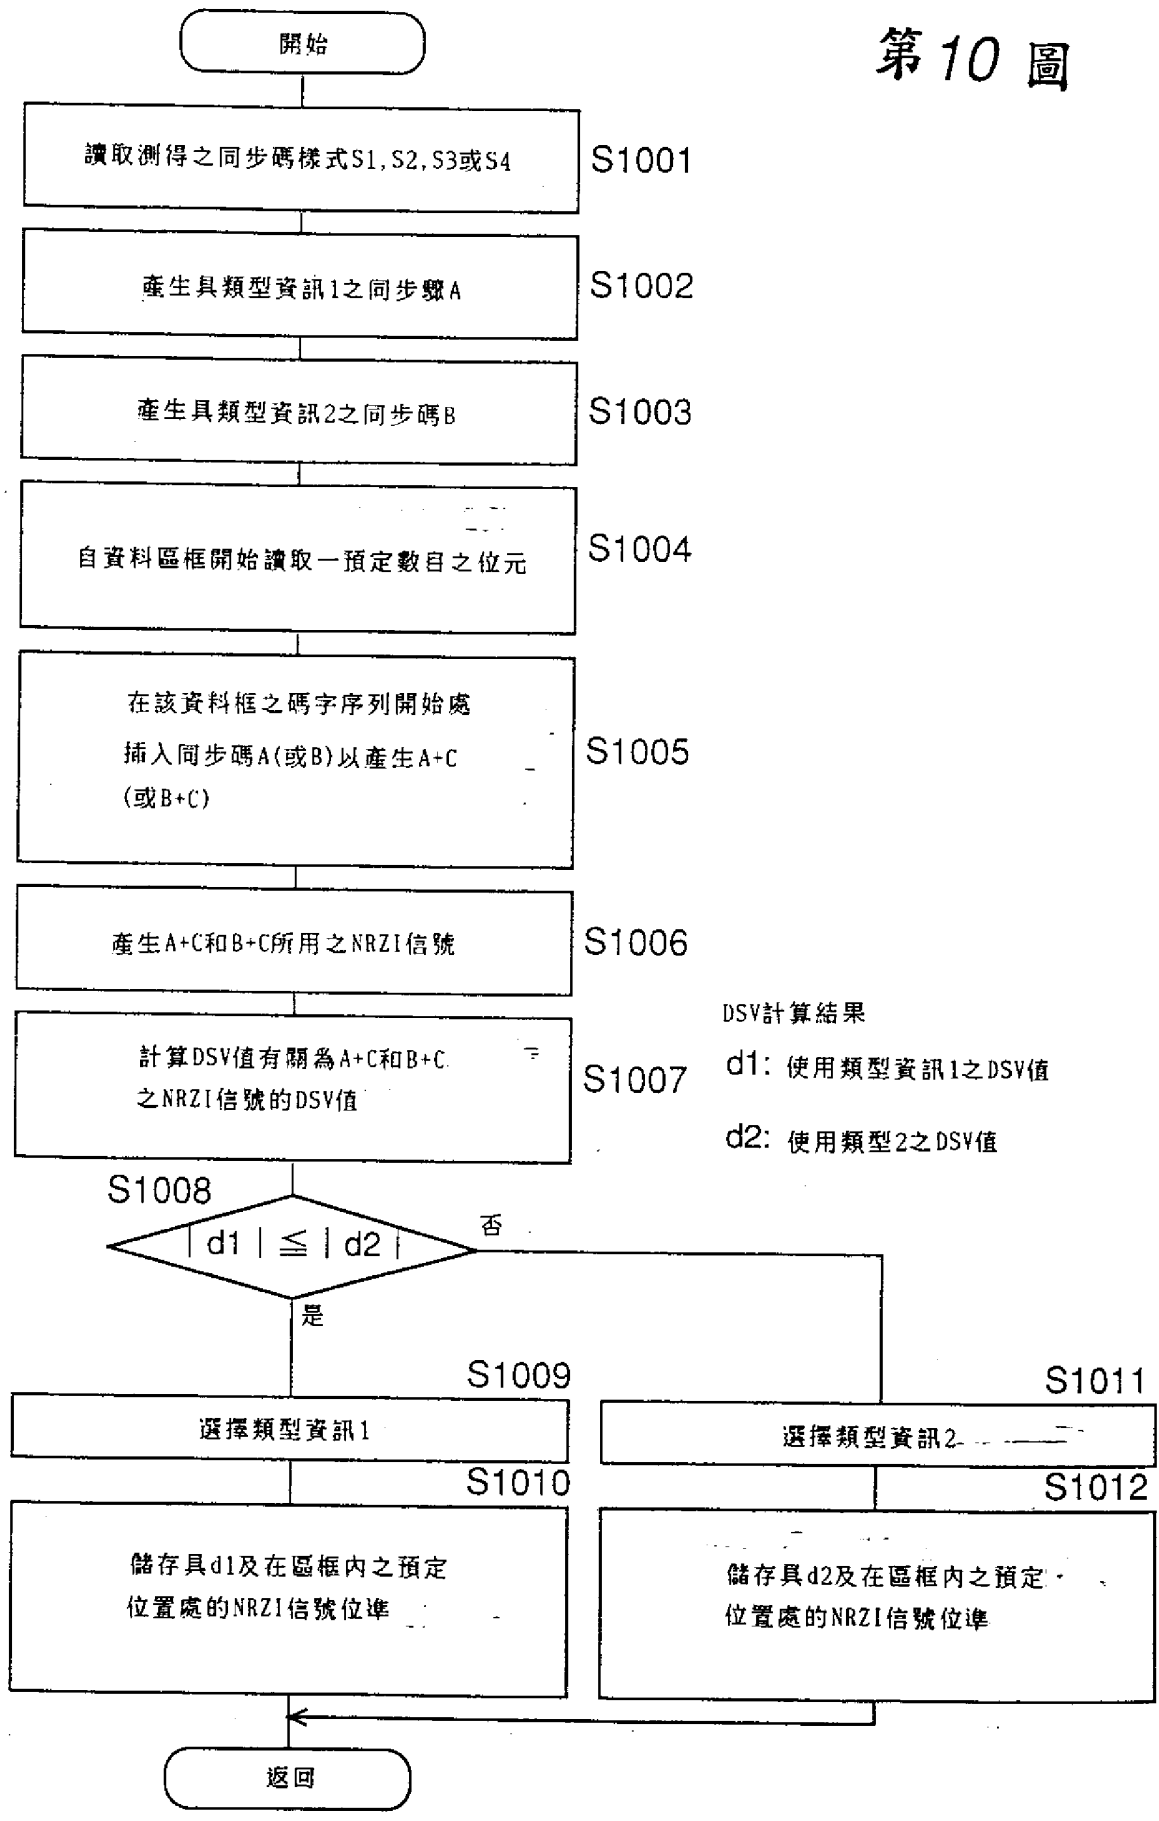 第10圖
開始
讀取測得之同步碼樣式S1,S2,S3或S4
S1001
產生具類型資訊1之同步驟A
S1002
產生具類型資訊2之同步碼B
S1003
自資料區框開始讀取一預定數目之位元
S1004
在該資料框之碼字序列開始處
插入同步碼A(或B)以產生A+C
(或B+C)
S1005
產生A+C和B+C所用之NRZI信號
S1006
計算DSV值有關為A+C和B+C
之NRZI信號的DSV值
S1007
DSV計算結果
d1: 使用類型資訊1之DSV值
d2: 使用類型2之DSV值
S1008
|d1|≦|d2|
否
是
S1009
選擇類型資訊1
S1010
儲存具d1及在區框內之預定
位置處的NRZI信號位準
S1011
選擇類型資訊2
S1012
儲存具d2及在區框內之預定
位置處的NRZI信號位準
返回